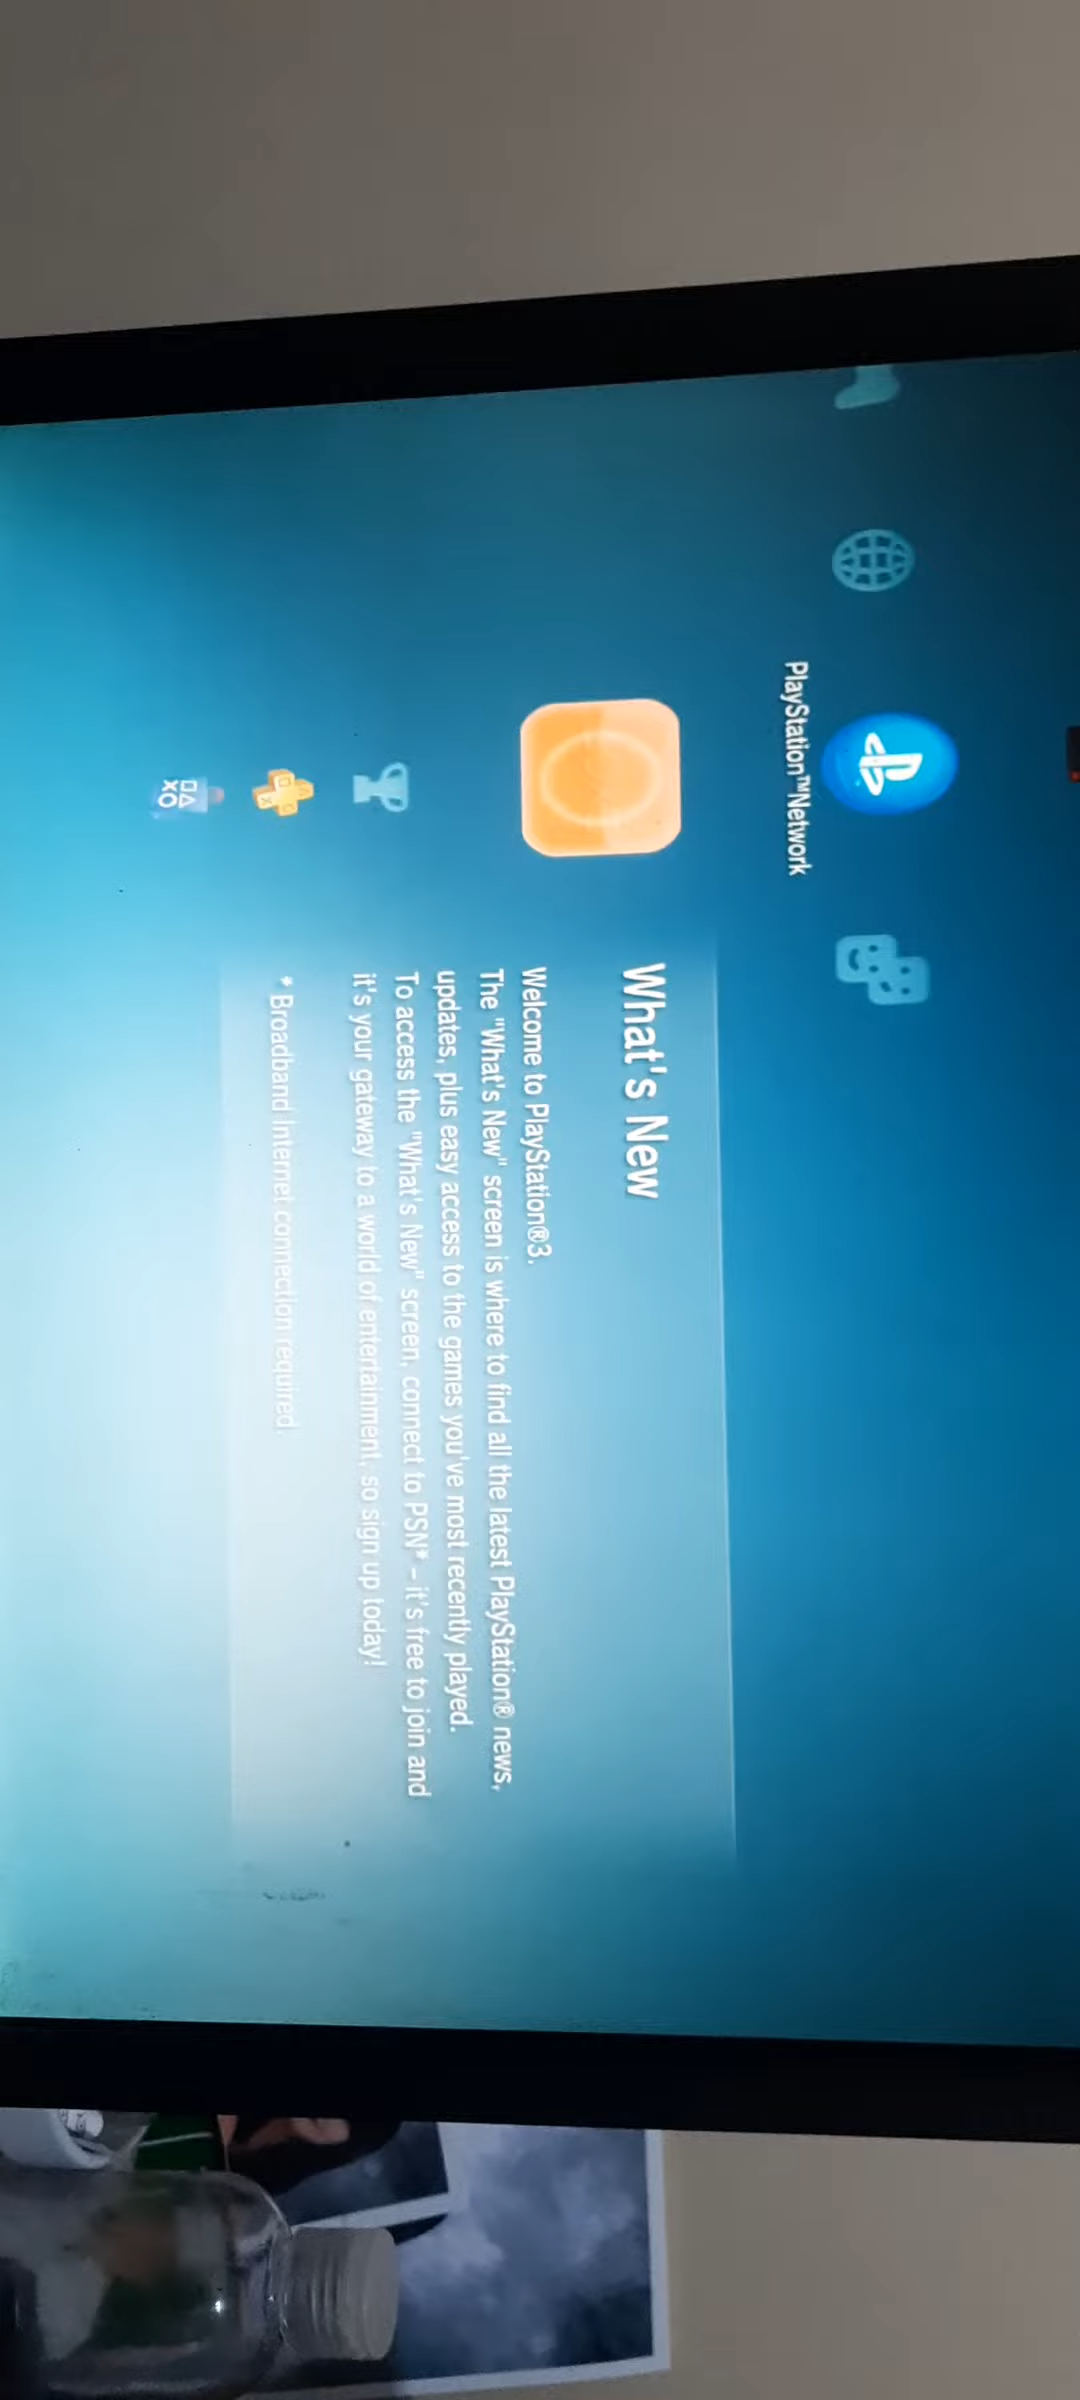 PlayStation™Network
What's New
Welcome to PlayStation®3.
The "What's New" screen is where to find all the latest PlayStation® news,
updates, plus easy access to the games you've most recently played.
To access the "What's New" screen, connect to PSN* – it's free to join and
it's your gateway to a world of entertainment, so sign up today!
* Broadband Internet connection required.